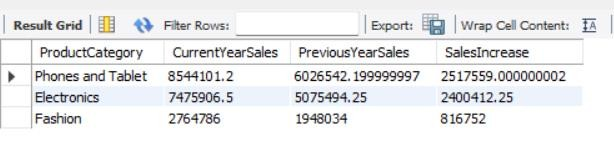 Result Grid Filter Rows: Export: Wrap Cell Content: IA
ProductCategory CurrentYearSales PreviousYearSales SalesIncrease
Phones and Tablet 8544101.2 6026542.199999997 2517559.000000002
Electronics 7475906.5 5075494.25 2400412.25
Fashion 2764786 1948034 816752